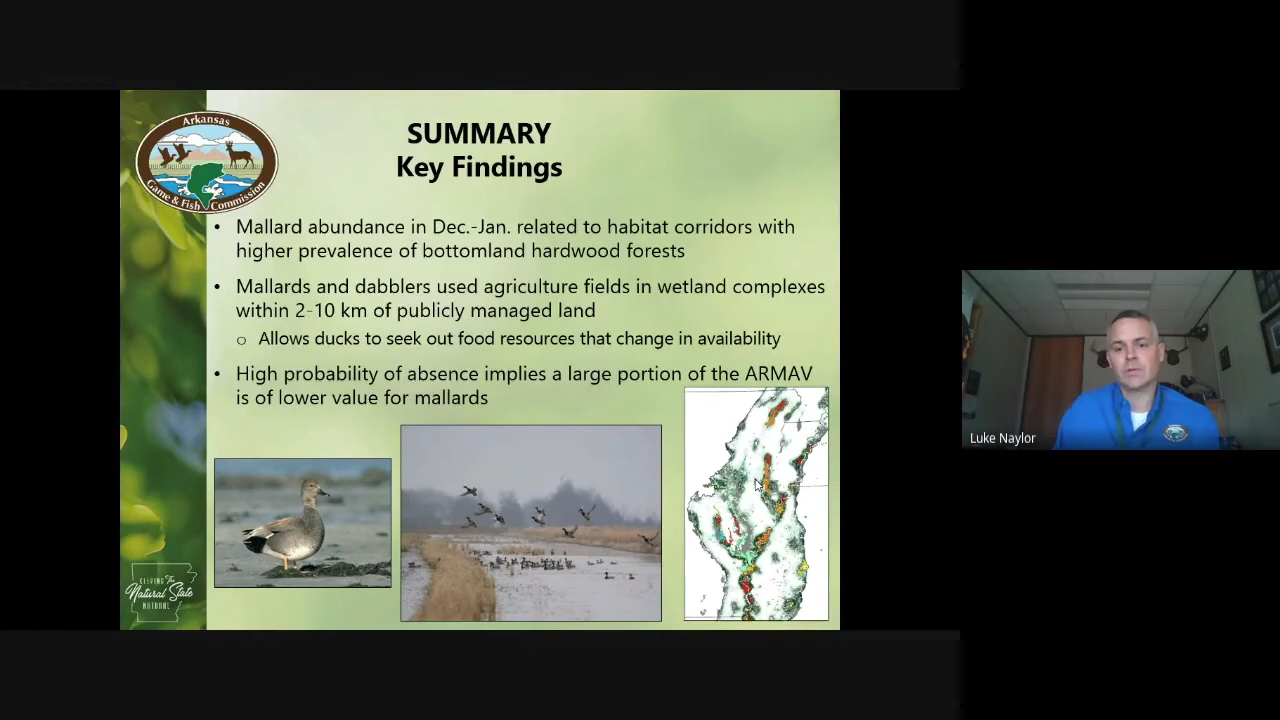 Arkansas
Game & Fish Commission
SUMMARY
Key Findings
• Mallard abundance in Dec.-Jan. related to habitat corridors with
higher prevalence of bottomland hardwood forests
• Mallards and dabblers used agriculture fields in wetland complexes
within 2-10 km of publicly managed land
o Allows ducks to seek out food resources that change in availability
• High probability of absence implies a large portion of the ARMAV
is of lower value for mallards
KEEPING The
Natural State
NATURAL
Luke Naylor